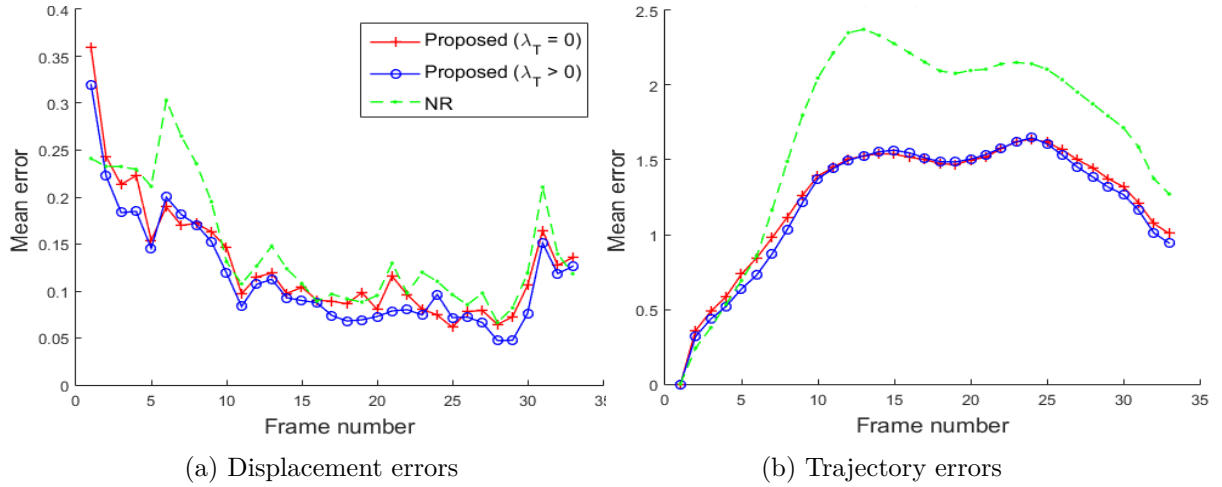 0.4
0.35
0.3
0.25
0.2
0.15
0.1
0.05
0
Mean error
0 5 10 15 20 25 30 35
Frame number
Proposed (λ_T = 0)
Proposed (λ_T > 0)
NR
(a) Displacement errors
2.5
2
1.5
1
0.5
0
Mean error
0 5 10 15 20 25 30 35
Frame number
(b) Trajectory errors